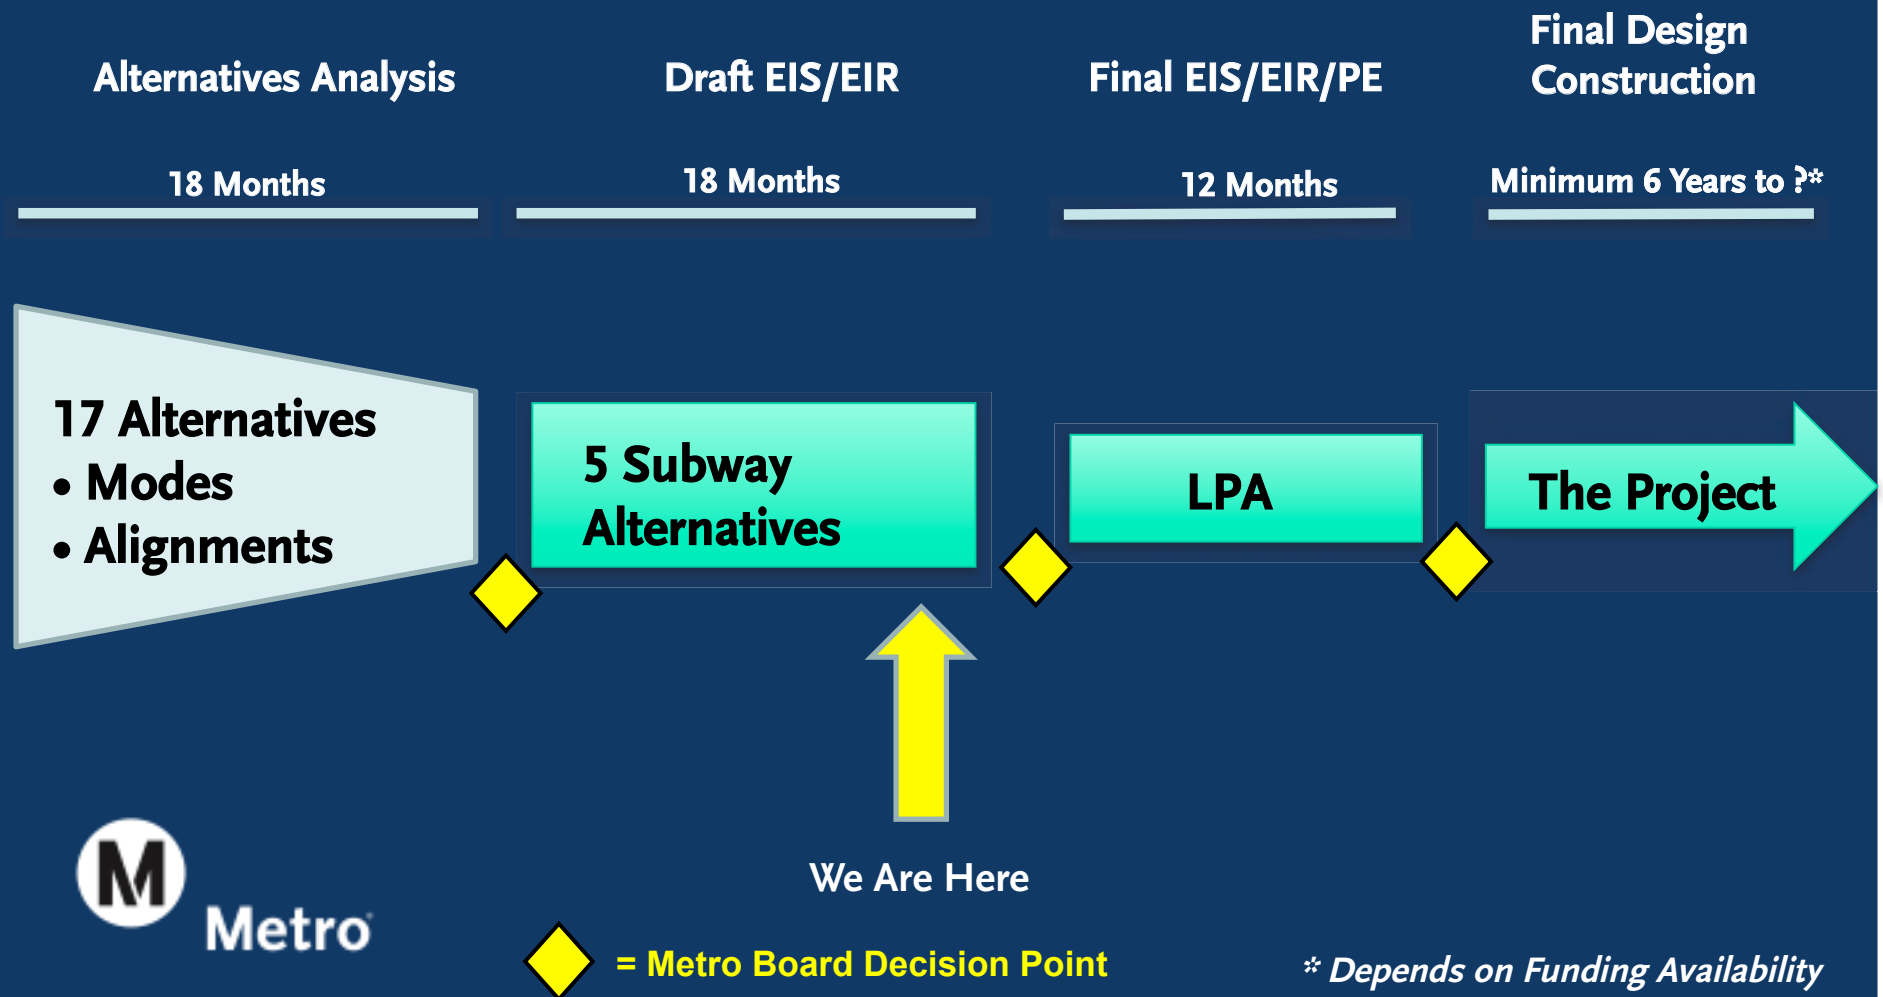 Alternatives Analysis
Draft EIS/EIR
Final EIS/EIR/PE
Final Design
Construction
18 Months
18 Months
12 Months
Minimum 6 Years to ?*
17 Alternatives
• Modes
• Alignments
5 Subway
Alternatives
LPA
The Project
We Are Here
M
Metro
= Metro Board Decision Point
* Depends on Funding Availability